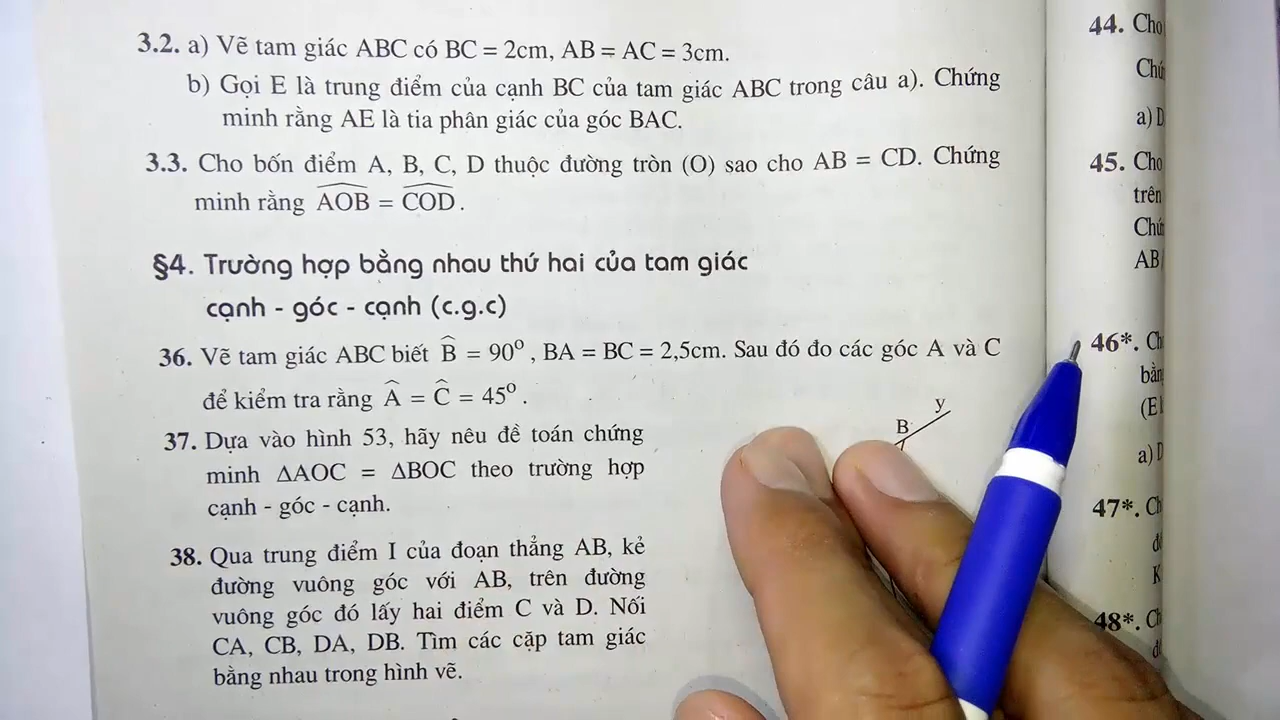 3.2. a) Vẽ tam giác ABC có BC = 2cm, AB = AC = 3cm.
b) Gọi E là trung điểm của cạnh BC của tam giác ABC trong câu a). Chứng
minh rằng AE là tia phân giác của góc BAC.
3.3. Cho bốn điểm A, B, C, D thuộc đường tròn (O) sao cho AB = CD. Chứng
minh rằng \widehat{AOB} = \widehat{COD}.
§4. Trường hợp bằng nhau thứ hai của tam giác
cạnh - góc - cạnh (c.g.c)
36. Vẽ tam giác ABC biết \widehat{B} = 90°, BA = BC = 2,5cm. Sau đó đo các góc A và C
để kiểm tra rằng \widehat{A} = \widehat{C} = 45°.
37. Dựa vào hình 53, hãy nêu đề toán chứng
minh ΔAOC = ΔBOC theo trường hợp
cạnh - góc - cạnh.
38. Qua trung điểm I của đoạn thẳng AB, kẻ
đường vuông góc với AB, trên đường
vuông góc đó lấy hai điểm C và D. Nối
CA, CB, DA, DB. Tìm các cặp tam giác
bằng nhau trong hình vẽ.
y
B
44. Cho
a)
45. Cho
trên
AB
46*.
(E
a)
47*.
K
48*.